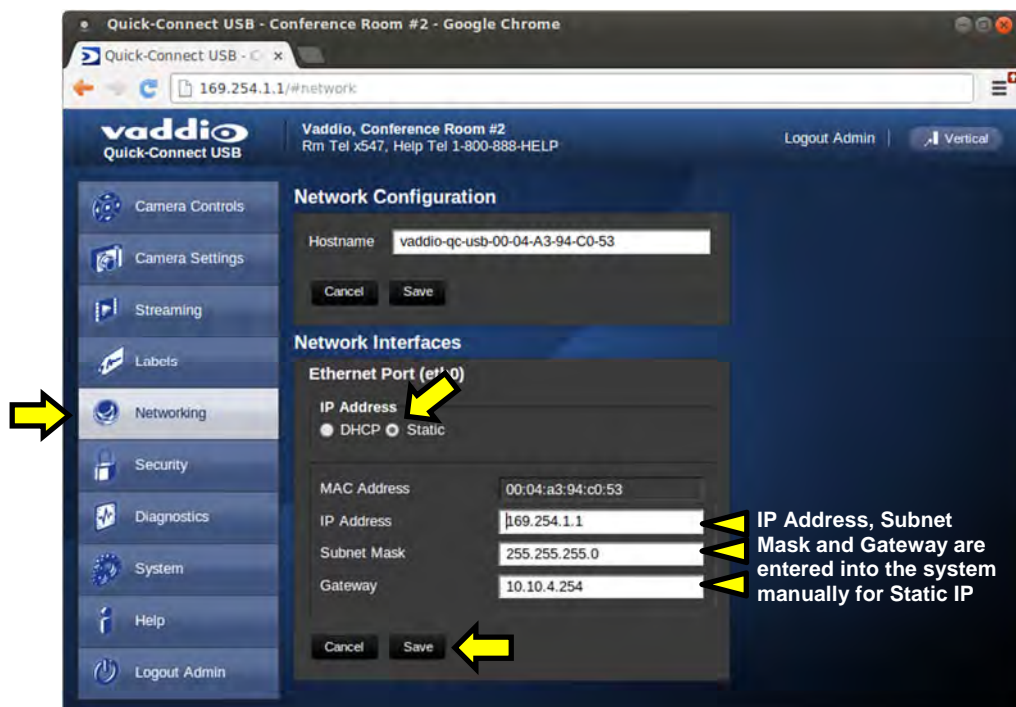 Quick-Connect USB - Conference Room #2 - Google Chrome
Quick-Connect USB - C
169.254.1.1/#network
vaddio
Quick-Connect USB
Vaddio, Conference Room #2
Rm Tel x547, Help Tel 1-800-888-HELP
Logout Admin
Vertical
Camera Controls
Camera Settings
Streaming
Labels
Networking
Security
Diagnostics
System
Help
Logout Admin
Network Configuration
Hostname vaddio-qc-usb-00-04-A3-94-C0-53
Cancel Save
Network Interfaces
Ethernet Port (eth0)
IP Address
DHCP Static
MAC Address 00:04:a3:94:c0:53
IP Address 169.254.1.1
Subnet Mask 255.255.255.0
Gateway 10.10.4.254
Cancel Save
IP Address, Subnet
Mask and Gateway are
entered into the system
manually for Static IP